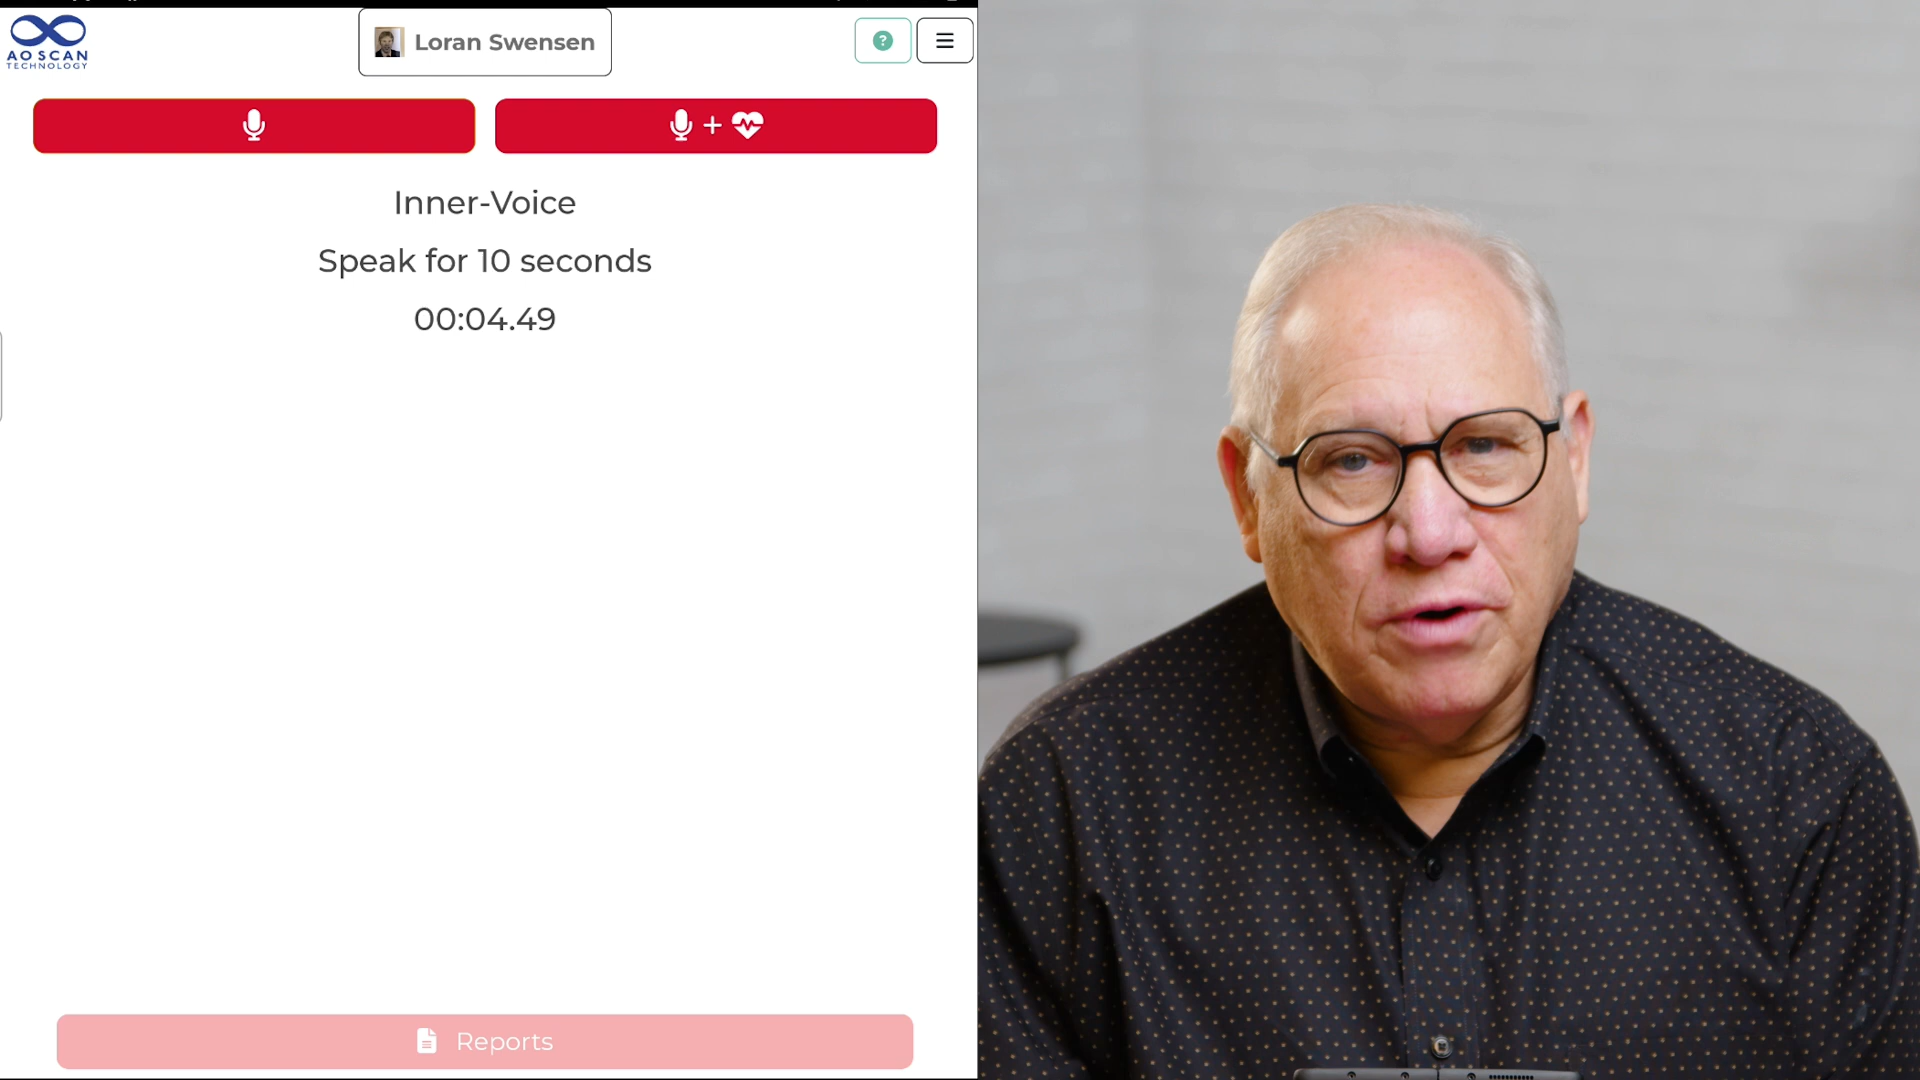 AO SCAN
TECHNOLOGY
Loran Swensen
?
Inner-Voice
Speak for 10 seconds
00:04.49
Reports